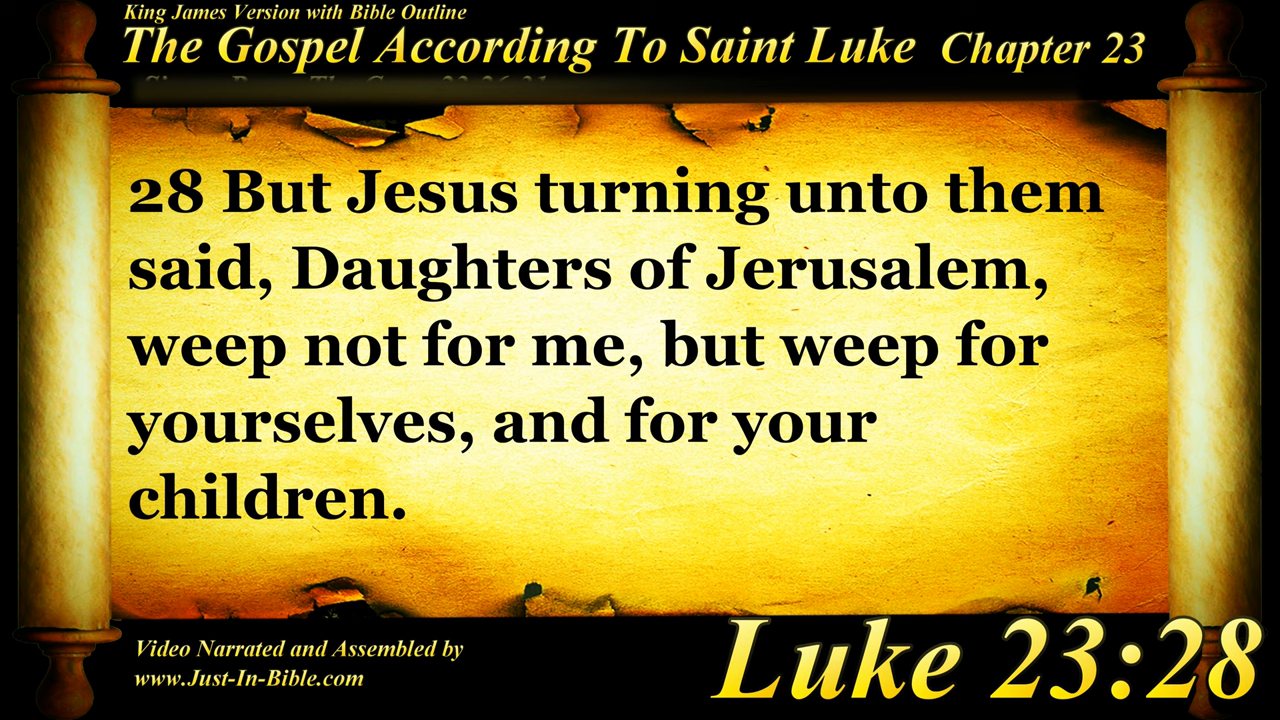 King James Version with Bible Outline
The Gospel According To Saint Luke Chapter 23
28 But Jesus turning unto them
said, Daughters of Jerusalem,
weep not for me, but weep for
yourselves, and for your
children.
Video Narrated and Assembled by
www.Just-In-Bible.com
Luke 23:28